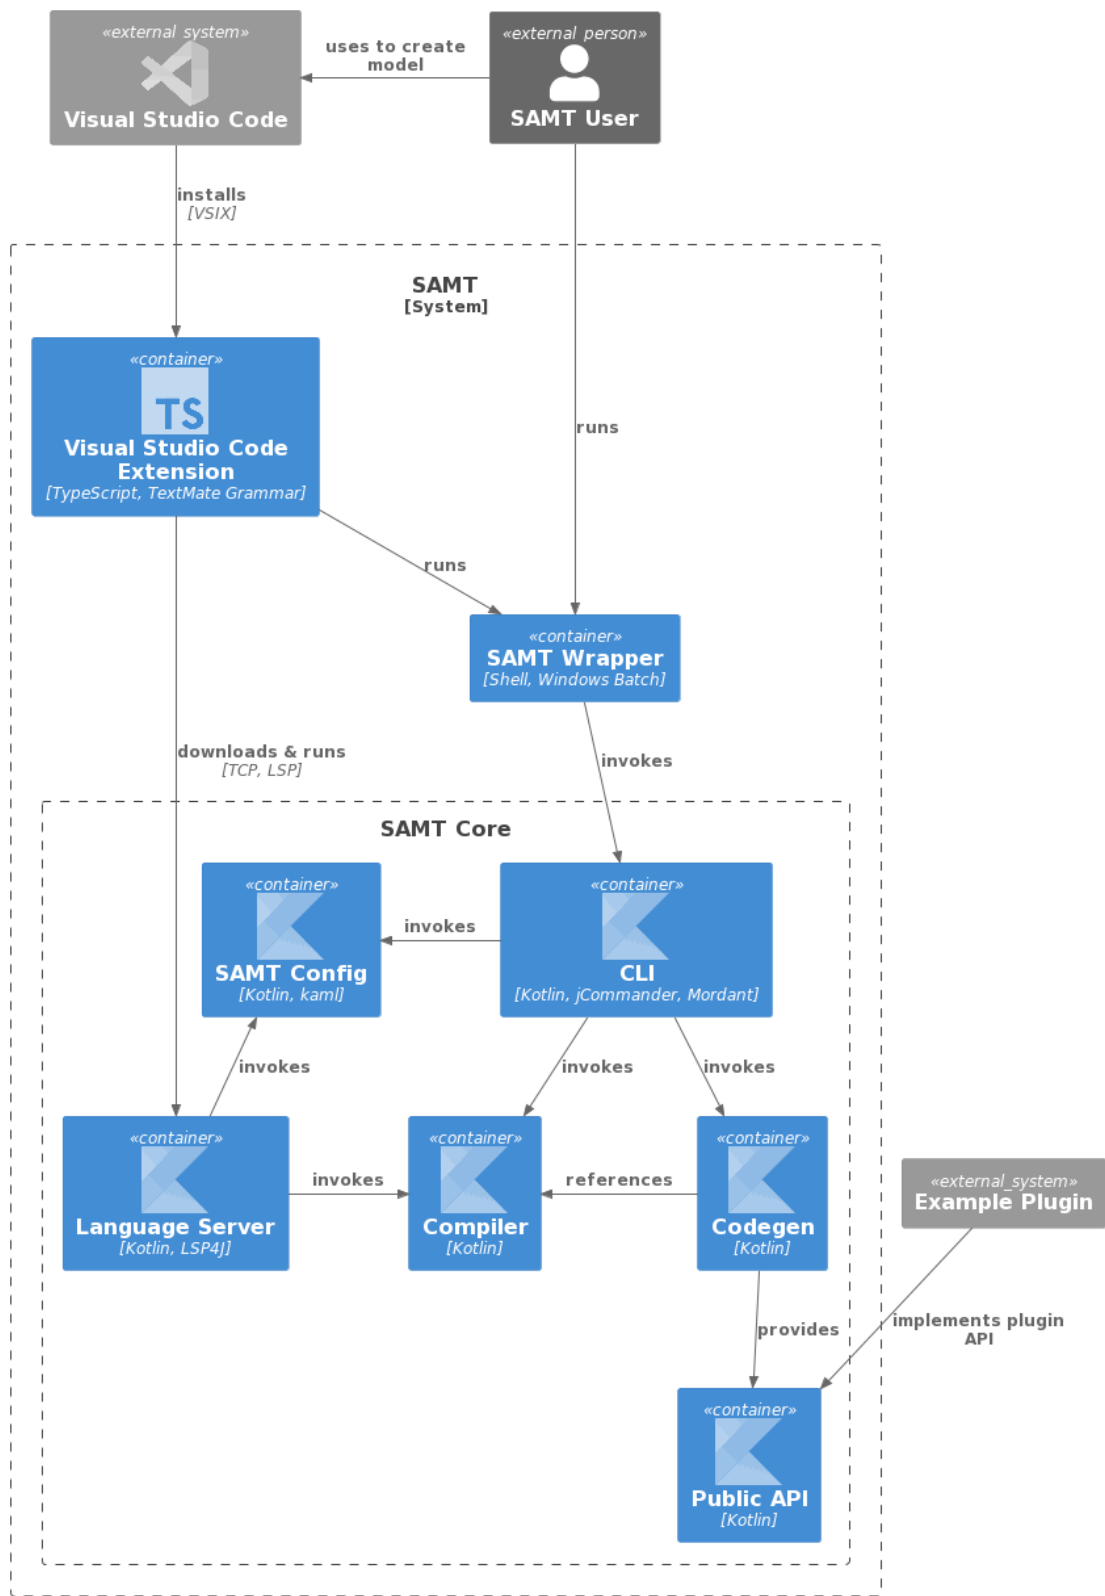 «external_system»
Visual Studio Code
uses to create
model
«external_person»
SAMT User
installs
[VSIX]
SAMT
[System]
«container»
TS
Visual Studio Code
Extension
[TypeScript, TextMate Grammar]
runs
runs
«container»
SAMT Wrapper
[Shell, Windows Batch]
downloads & runs
[TCP, LSP]
invokes
SAMT Core
«container»
SAMT Config
[Kotlin, kaml]
invokes
«container»
CLI
[Kotlin, jCommander, Mordant]
invokes
invokes
invokes
«container»
Language Server
[Kotlin, LSP4J]
invokes
«container»
Compiler
[Kotlin]
references
«container»
Codegen
[Kotlin]
«external_system»
Example Plugin
provides
implements plugin
API
«container»
Public API
[Kotlin]